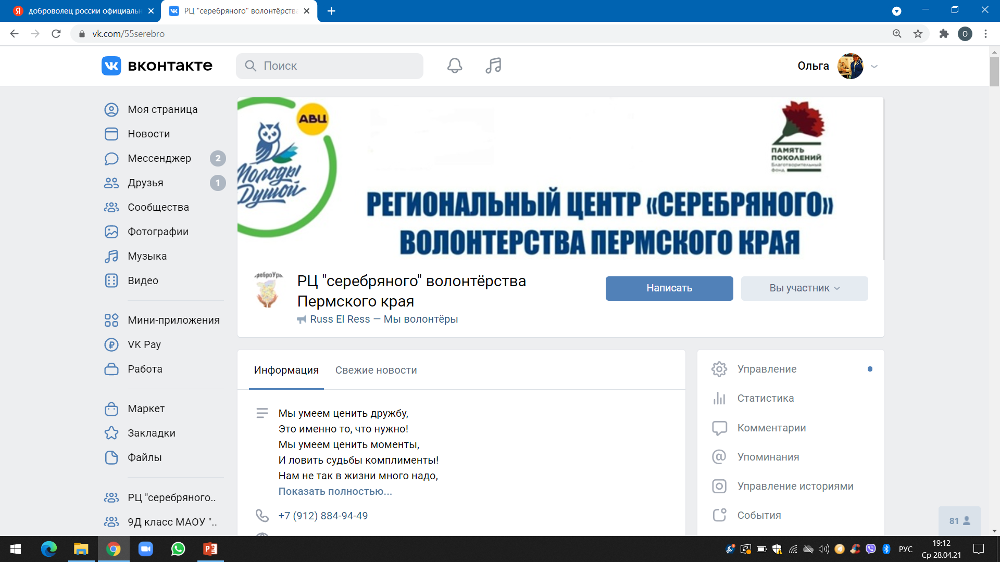 доброволец россии официальн
РЦ "серебряного" волонтёрства
vk.com/55serebro
О
вконтакте
Поиск
Ольга
Моя страница
Новости
Мессенджер 2
Друзья 1
Сообщества
Фотографии
Музыка
Видео
Мини-приложения
VK Pay
Работа
Маркет
Закладки
Файлы
РЦ "серебряного..
9Д класс МАОУ "..
АВЦ
Молоды
Душой
ПАМЯТЬ
ПОКОЛЕНИЙ
Благотворительный
фонд
РЕГИОНАЛЬНЫЙ ЦЕНТР «СЕРЕБРЯНОГО»
ВОЛОНТЕРСТВА ПЕРМСКОГО КРАЯ
РЦ "серебряного" волонтёрства
Пермского края
Russ El Ress — Мы волонтёры
Написать
Вы участник
Информация
Свежие новости
Мы умеем ценить дружбу,
Это именно то, что нужно!
Мы умеем ценить моменты,
И ловить судьбы комплименты!
Нам не так в жизни много надо,
Показать полностью...
+7 (912) 884-94-49
Управление
Статистика
Комментарии
Упоминания
Управление историями
События
81
РУС
19:12
Ср 28.04.21